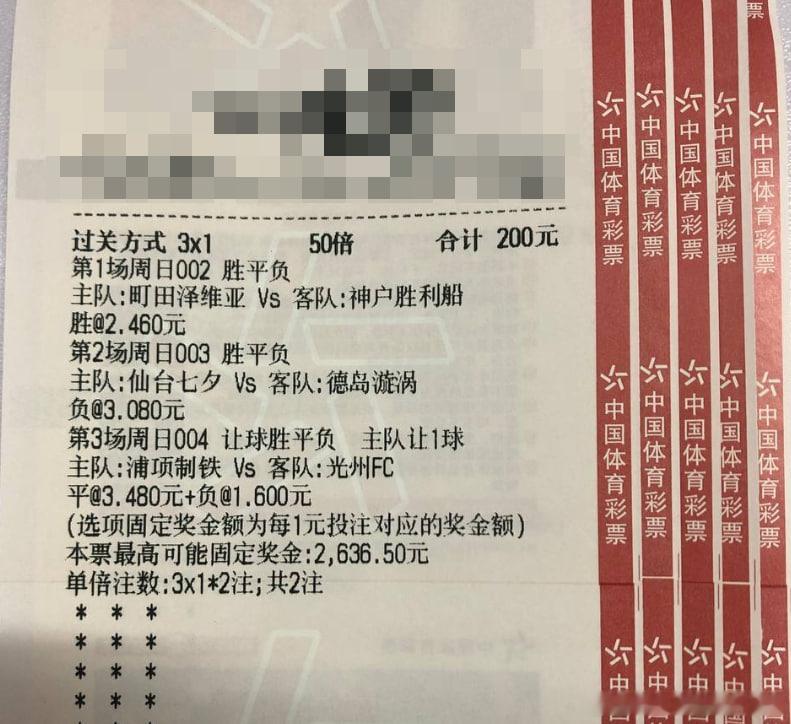 过关方式 3x1 50倍 合计 200元
第1场周日002 胜平负
主队:町田泽维亚 Vs 客队:神户胜利船
胜@2.460元
第2场周日003 胜平负
主队:仙台七夕 Vs 客队:德岛漩涡
负@3.080元
第3场周日004 让球胜平负 主队让1球
主队:浦项制铁 Vs 客队:光州FC
平@3.480元+负@1.600元
(选项固定奖金额为每1元投注对应的奖金额)
本票最高可能固定奖金:2,636.50元
单倍注数:3x1*2注;共2注
* * *
* * *
* * *
* * *
票
中国体育彩票
中国体育彩票
中国体育彩票
中国体育彩票
中国体育彩票
中国体育彩票
中国体育彩票
中国体育彩票
中国体育彩票
中国体育彩票
中
中
中
中
中